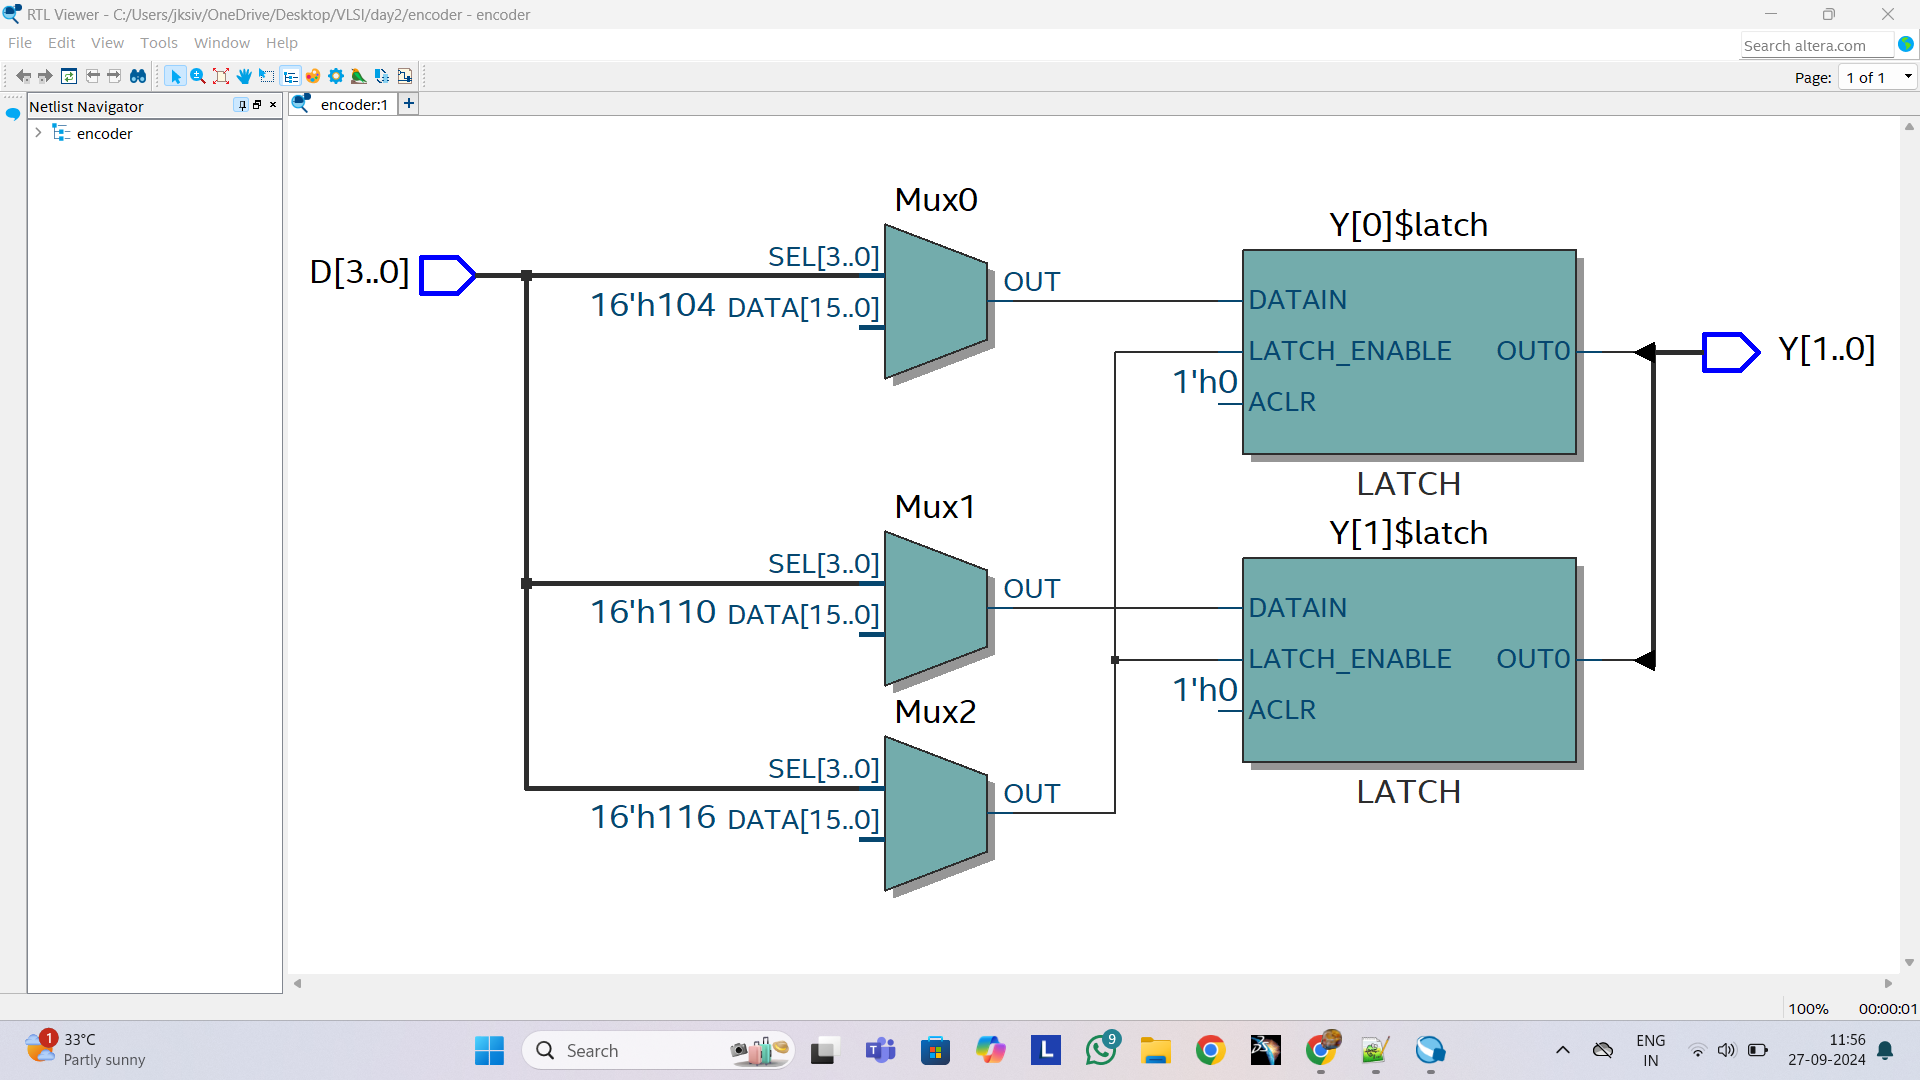 RTL Viewer - C:/Users/jksiv/OneDrive/Desktop/VLSI/day2/encoder - encoder
File Edit View Tools Window Help
Search altera.com
Page: 1 of 1
Netlist Navigator
encoder:1
encoder
Mux0
D[3..0]
SEL[3..0]
16'h104 DATA[15..0]
OUT
Y[0]$latch
DATAIN
LATCH_ENABLE OUT0
1'h0
ACLR
LATCH
Y[1..0]
Mux1
SEL[3..0]
16'h110 DATA[15..0]
OUT
Y[1]$latch
DATAIN
LATCH_ENABLE OUT0
1'h0
ACLR
LATCH
Mux2
SEL[3..0]
16'h116 DATA[15..0]
OUT
100% 00:00:01
1
33°C
Partly sunny
Search
L
9
ENG
IN
11:56
27-09-2024